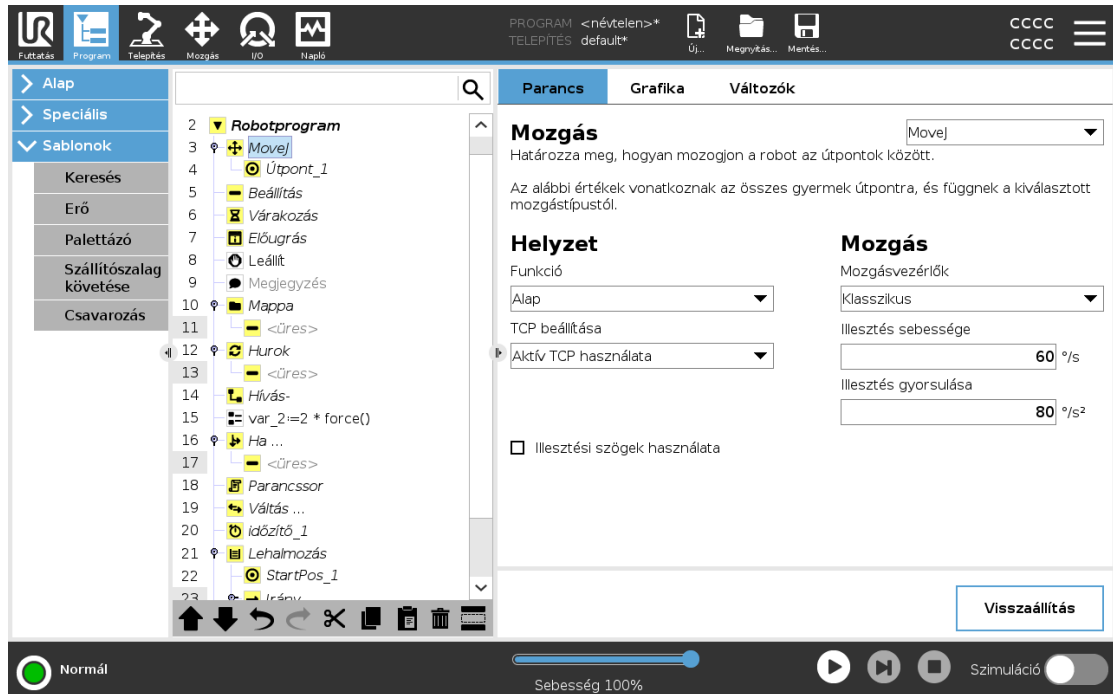 PROGRAM <névtelen>*
TELEPÍTÉS default*
Futtatás
Program
Telepítés
Mozgás
I/O
Napló
Új...
Megnyitás...
Mentés...
CCCC
CCCC
Alap
Speciális
Sablonok
Keresés
Erő
Palettázó
Szállítószalag
követése
Csavarozás
2 Robotprogram
3 MoveJ
4 Útpont_1
5 Beállítás
6 Várakozás
7 Előugrás
8 Leállít
9 Megjegyzés
10 Mappa
11 <üres>
12 Hurok
13 <üres>
14 Hívás-
15 var_2:=2 * force()
16 Ha ...
17 <üres>
18 Parancssor
19 Váltás ...
20 időzítő_1
21 Lehalmozás
22 StartPos_1
23 Irány
Parancs
Grafika
Változók
Mozgás
MoveJ
Határozza meg, hogyan mozogjon a robot az útpontok között.
Az alábbi értékek vonatkoznak az összes gyermek útpontra, és függnek a kiválasztott
mozgástípustól.
Helyzet
Funkció
Alap
TCP beállítása
Aktív TCP használata
Illesztési szögek használata
Mozgás
Mozgásvezérlők
Klasszikus
Illesztés sebessége
60 °/s
Illesztés gyorsulása
80 °/s²
Visszaállítás
Normál
Sebesség 100%
Szimuláció